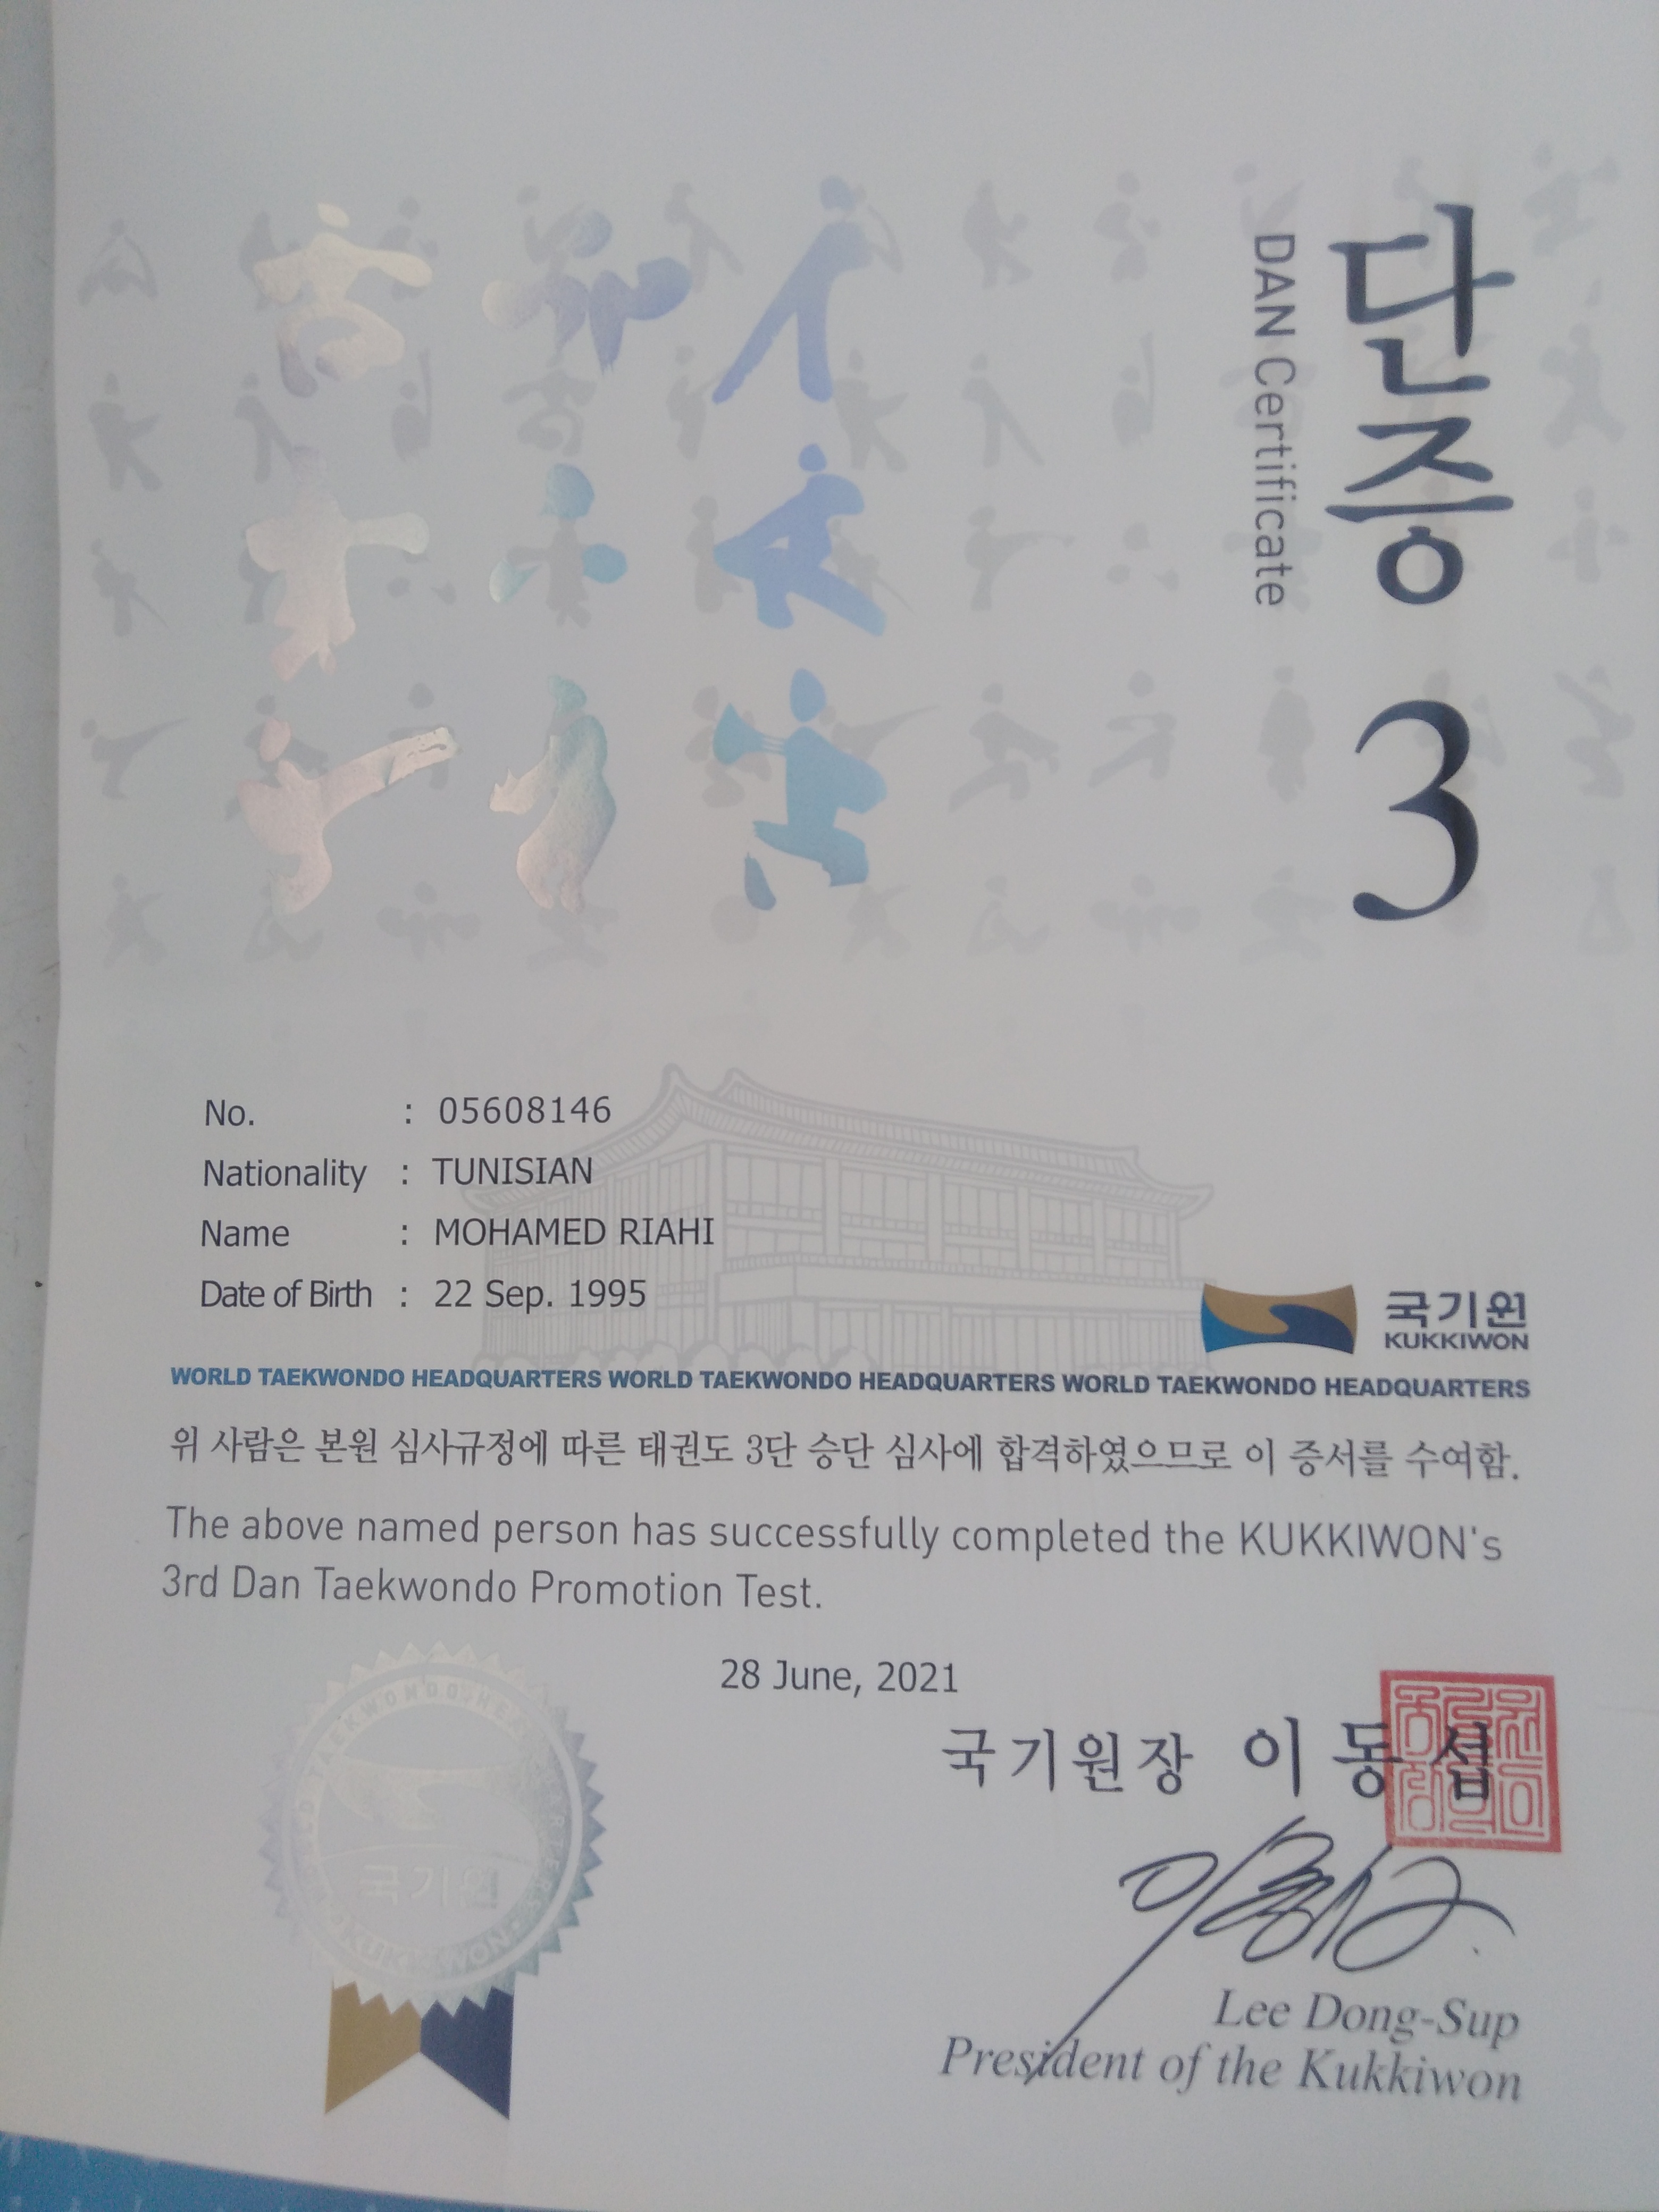 단증 3
DAN Certificate
No. : 05608146
Nationality : TUNISIAN
Name : MOHAMED RIAHI
Date of Birth : 22 Sep. 1995
국기원
KUKKIWON
WORLD TAEKWONDO HEADQUARTERS WORLD TAEKWONDO HEADQUARTERS WORLD TAEKWONDO HEADQUARTERS
위 사람은 본원 심사규정에 따른 태권도 3단 승단 심사에 합격하였으므로 이 증서를 수여함.
The above named person has successfully completed the KUKKIWON's
3rd Dan Taekwondo Promotion Test.
28 June, 2021
국기원장 이동섭
국기원
KUKKIWON
Lee Dong-Sup
President of the Kukkiwon